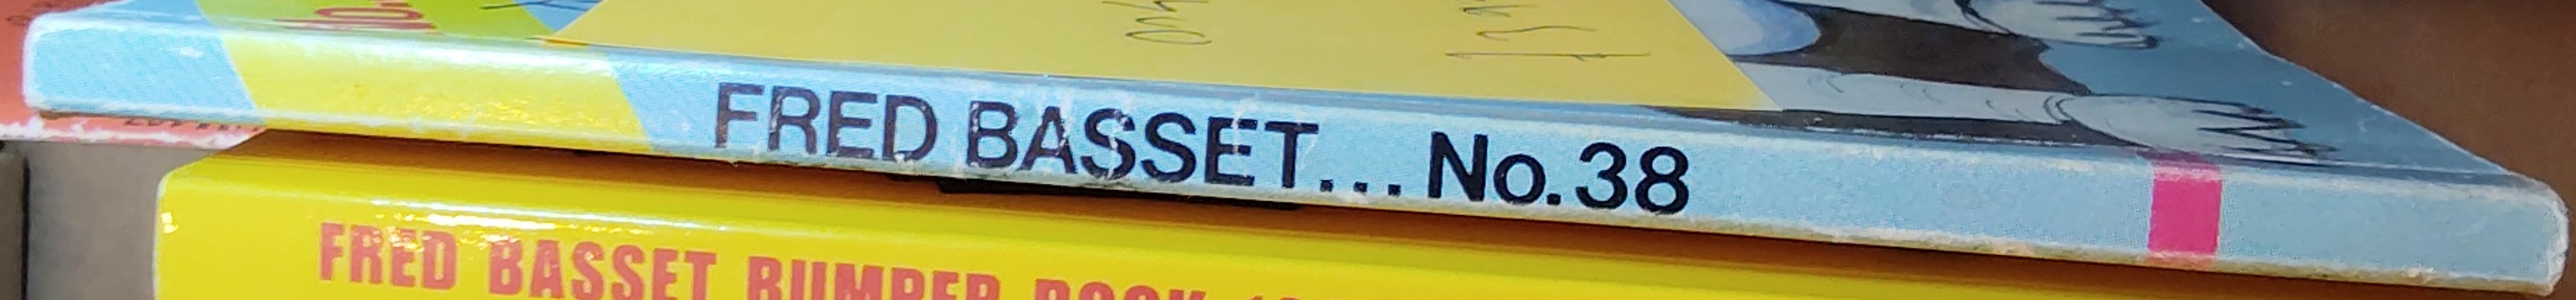 FRED BASSET... No.38
FRED BASSET BUMPER BOOK